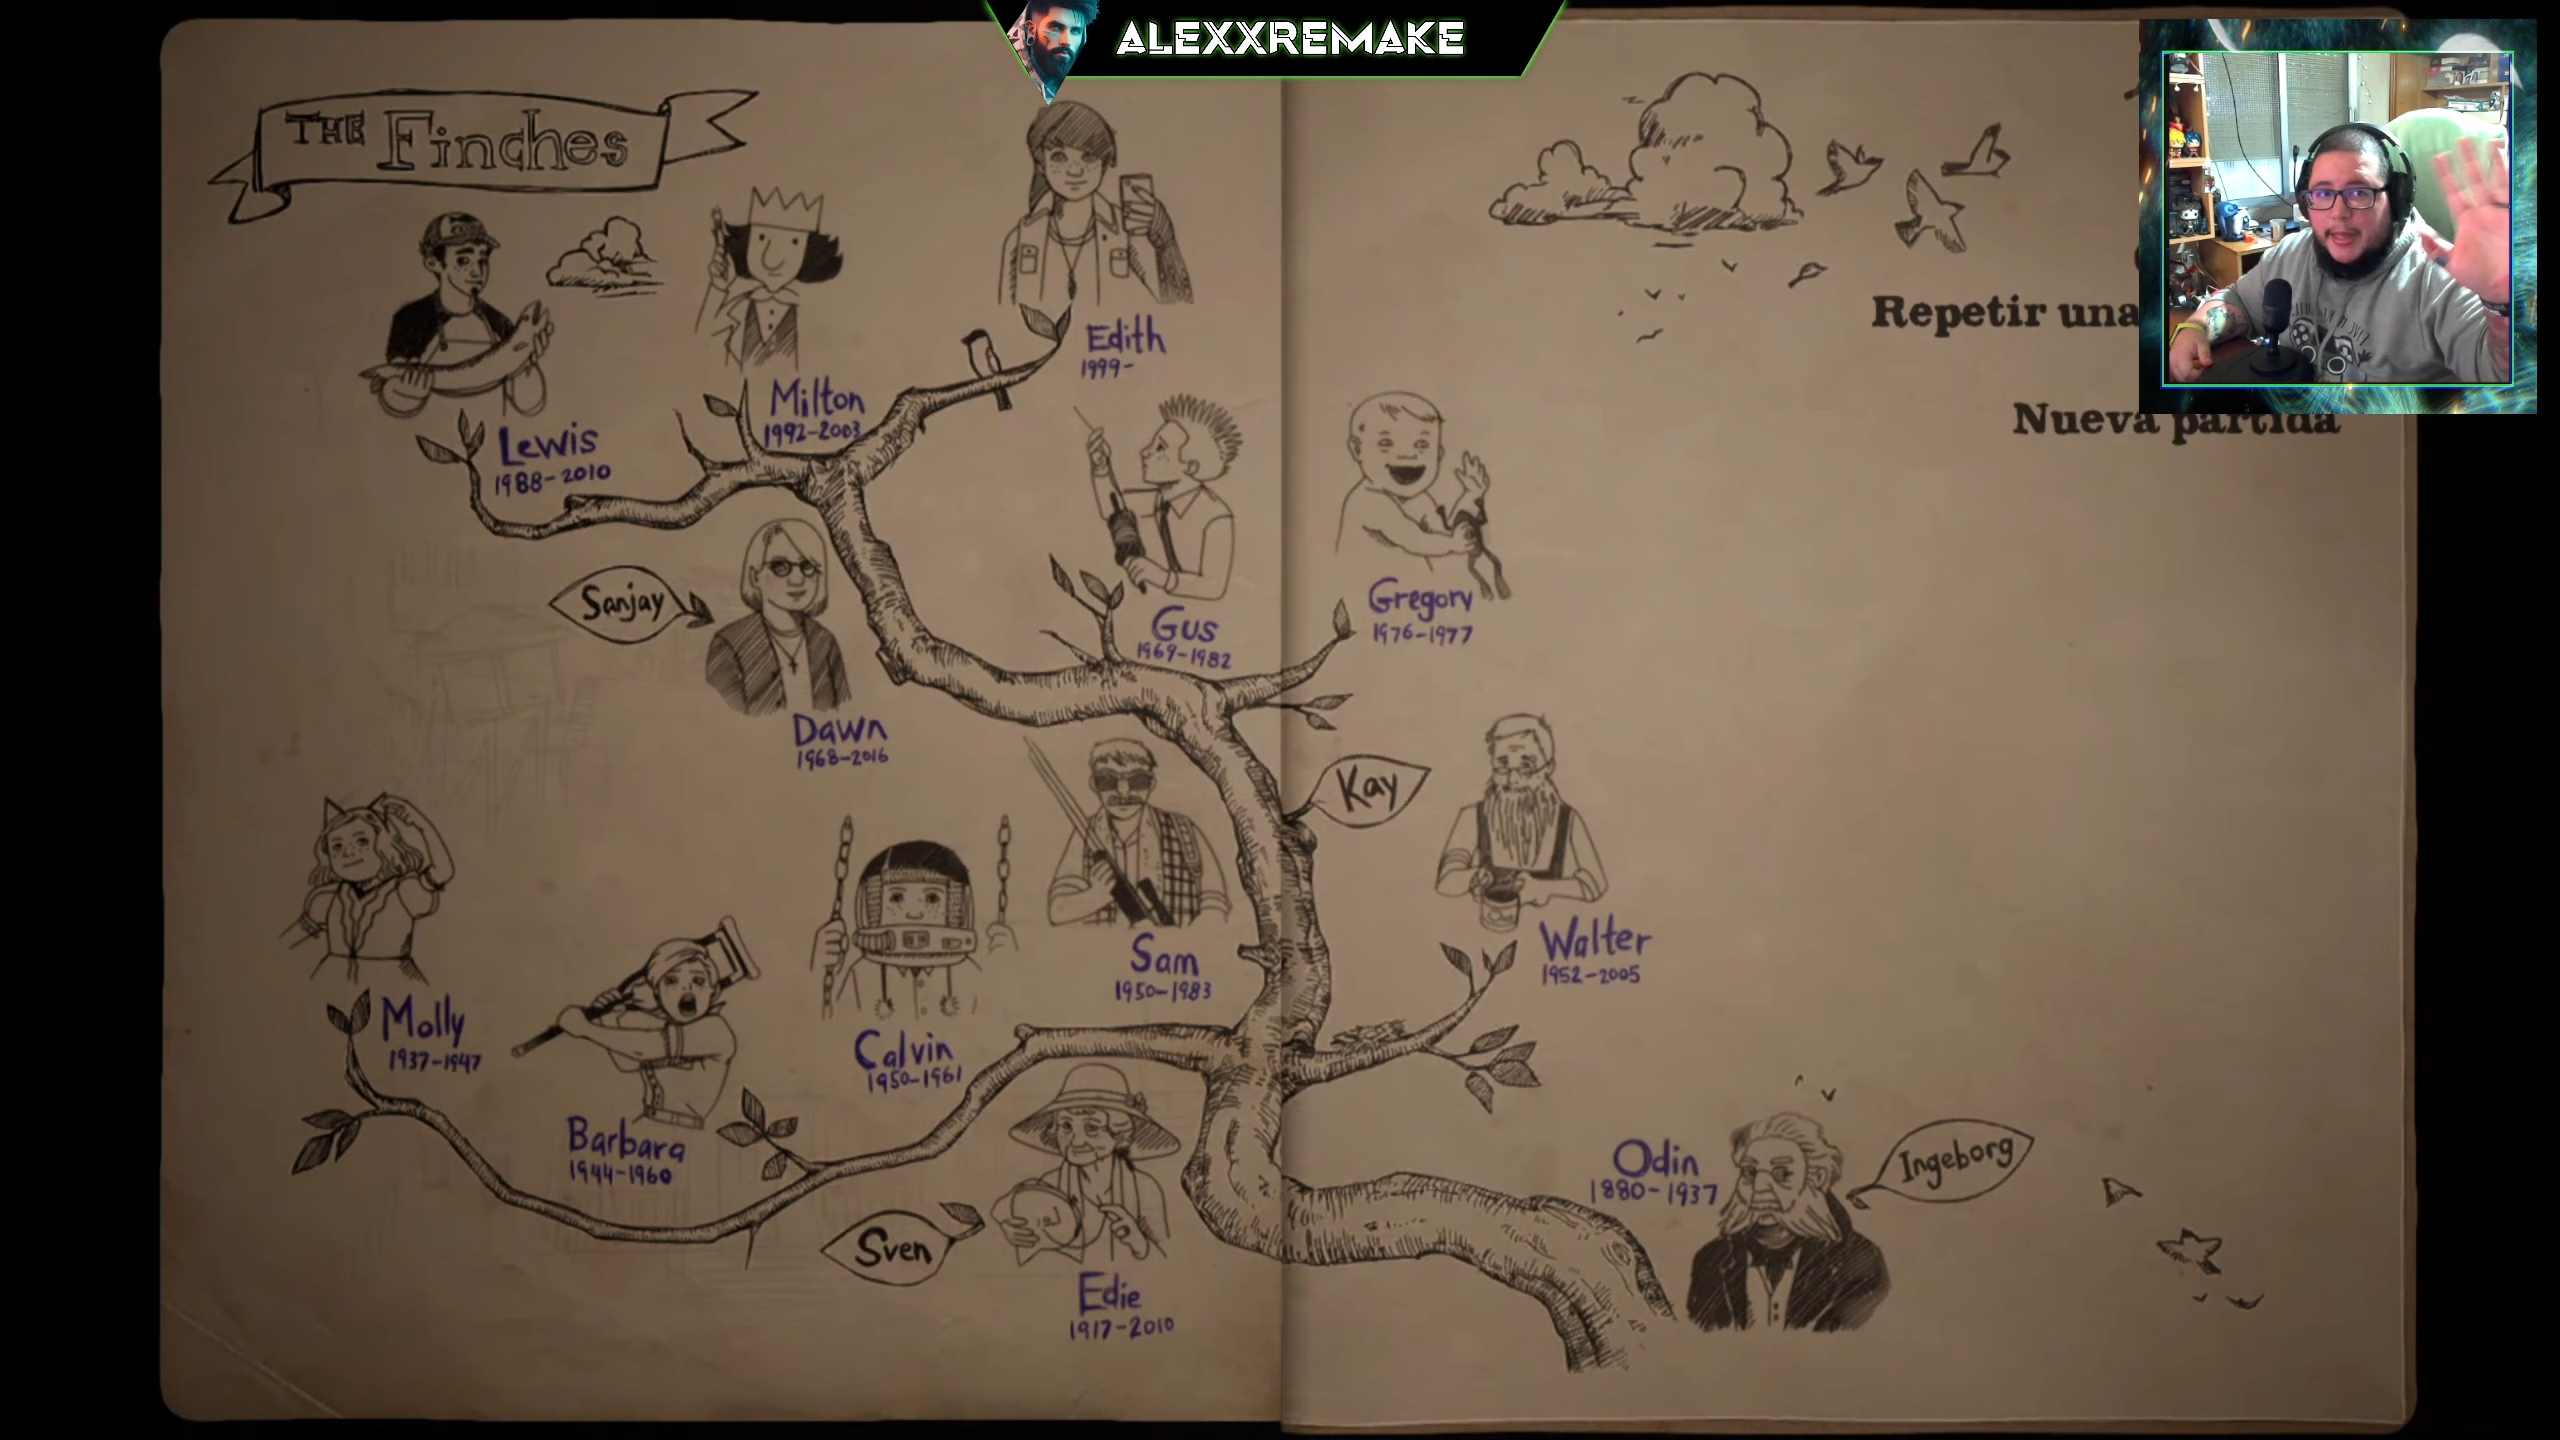 ALEXXREMAKE
THE Finches
Edith
1999-
Milton
1992-2003
Lewis
1988-2010
Repetir una
Nueva partida
Sanjay
Gus
1969-1982
Gregory
1976-1977
Dawn
1968-2016
Kay
Sam
1950-1983
Walter
1952-2005
Molly
1937-1947
Calvin
1950-1961
Barbara
1944-1960
Odin
1880-1937
Ingeborg
Sven
Edie
1917-2010